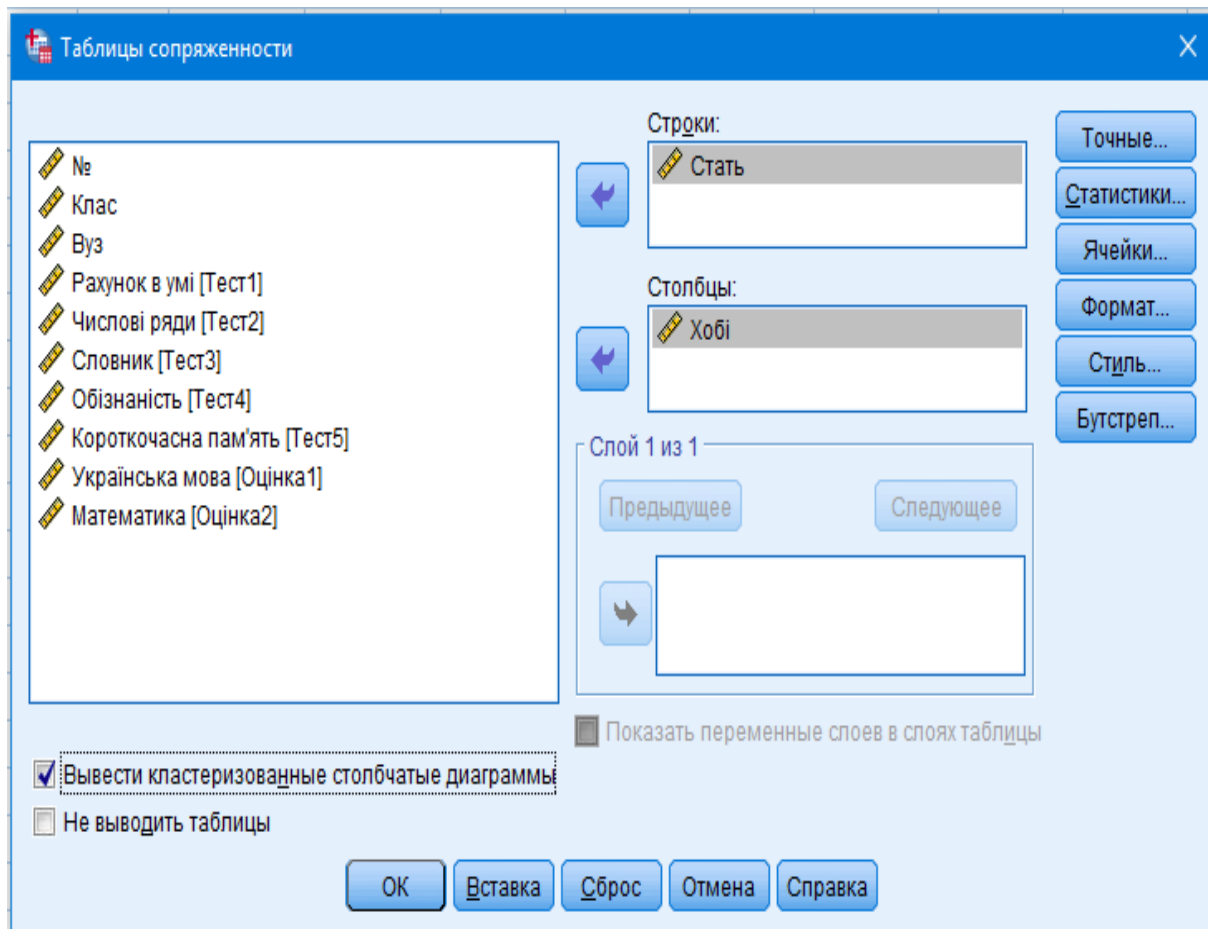 Таблицы сопряженности
№
Клас
Вуз
Рахунок в умі [Тест1]
Числові ряди [Тест2]
Словник [Тест3]
Обізнаність [Тест4]
Короткочасна пам'ять [Тест5]
Українська мова [Оцінка1]
Математика [Оцінка2]
Строки:
Стать
Столбцы:
Хобі
Слой 1 из 1
Предыдущее
Следующее
Показать переменные слоев в слоях таблицы
Точные...
Статистики...
Ячейки...
Формат...
Стиль...
Бутстреп...
Вывести кластеризованные столбчатые диаграммы
Не выводить таблицы
ОК
Вставка
Сброс
Отмена
Справка